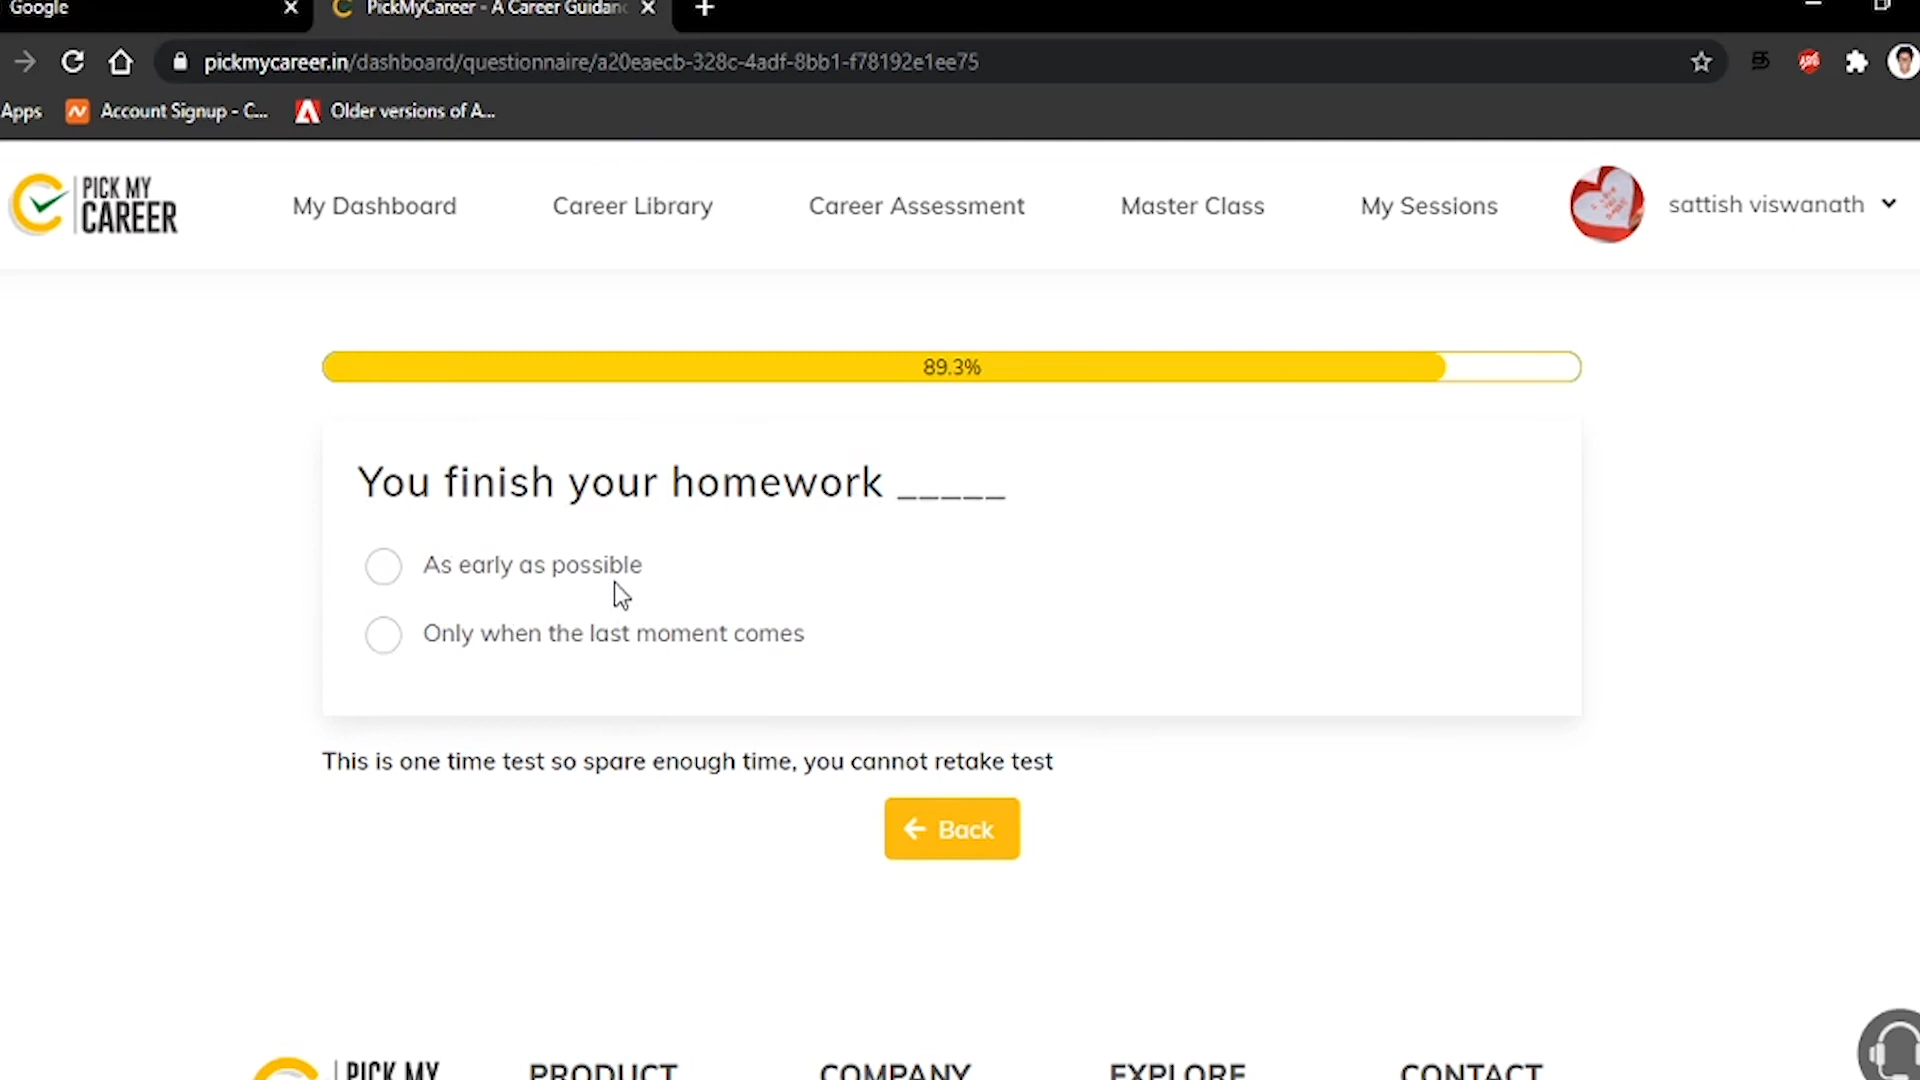 Google
PickMyCareer - A Career Guidanc
pickmycareer.in/dashboard/questionnaire/a20eaecb-328c-4adf-8bb1-f78192e1ee75
Apps
Account Signup - C...
Older versions of A...
PICK MY
CAREER
My Dashboard
Career Library
Career Assessment
Master Class
My Sessions
sattish viswanath
89.3%
You finish your homework _____
As early as possible
Only when the last moment comes
This is one time test so spare enough time, you cannot retake test
Back
PICK MY
PRODUCT
COMPANY
EXPLORE
CONTACT